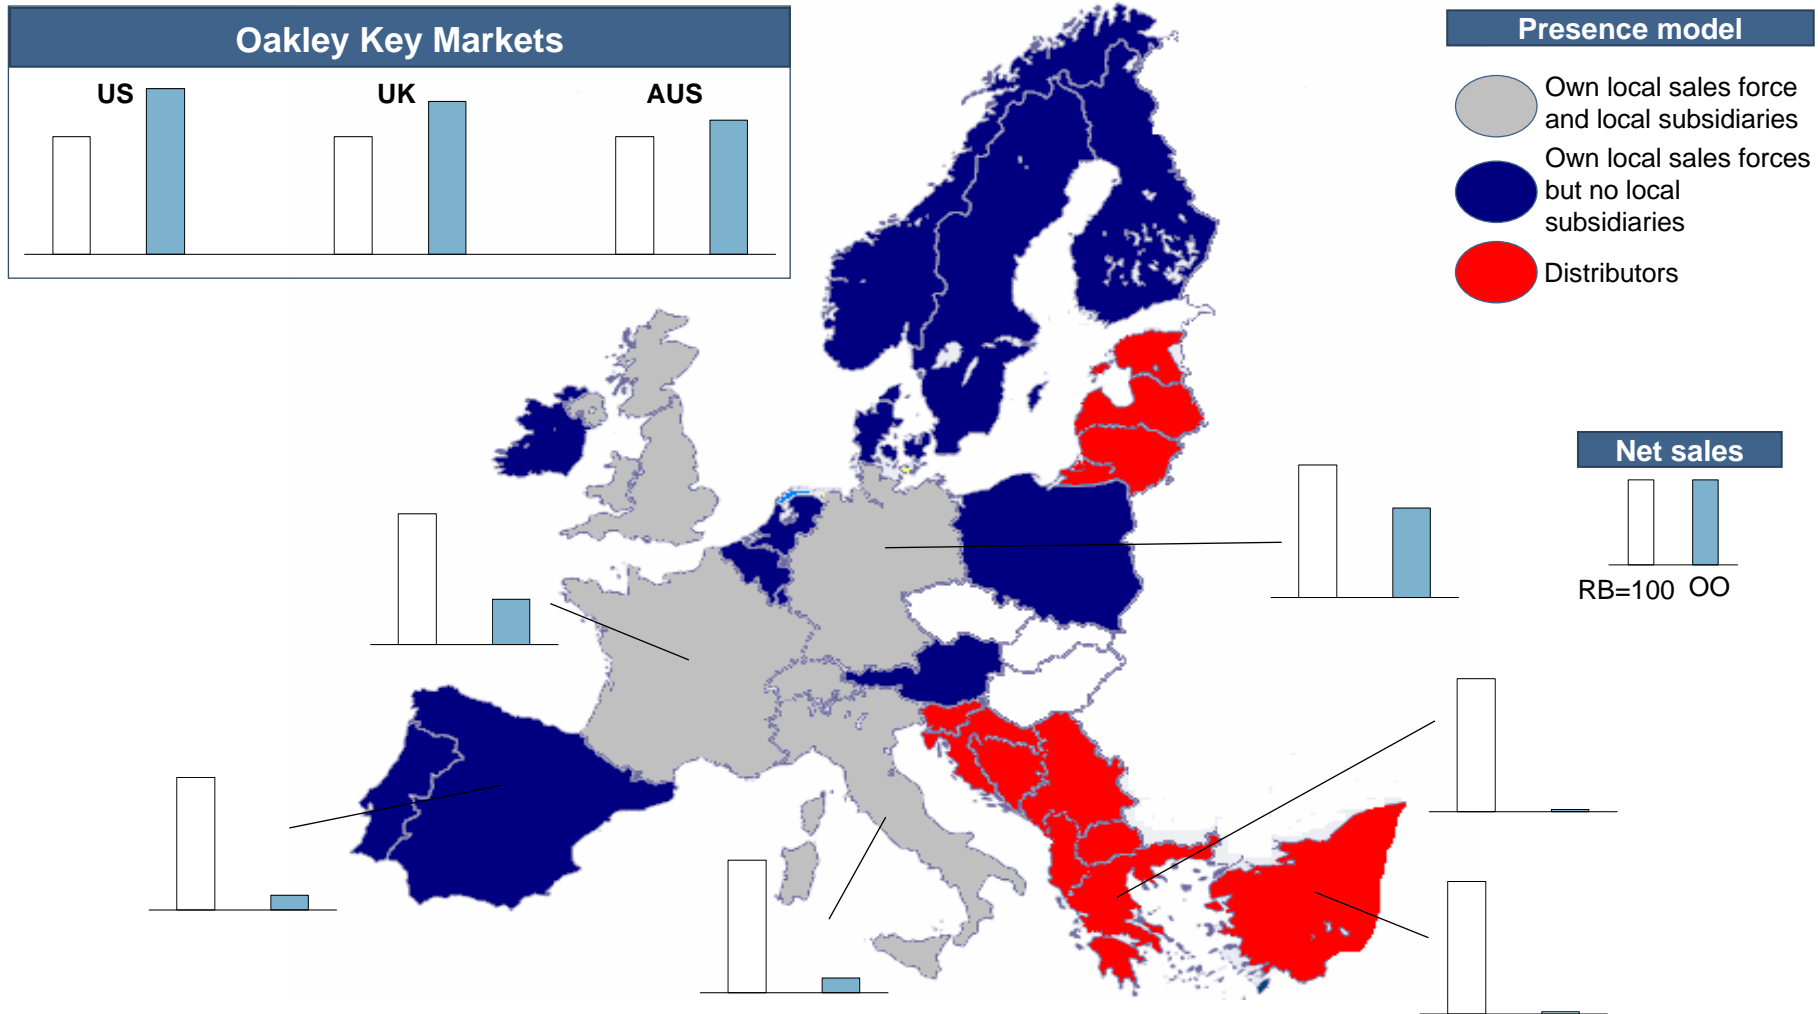 Oakley Key Markets
US
UK
AUS
Presence model
Own local sales force
and local subsidiaries
Own local sales forces
but no local
subsidiaries
Distributors
Net sales
RB=100 OO